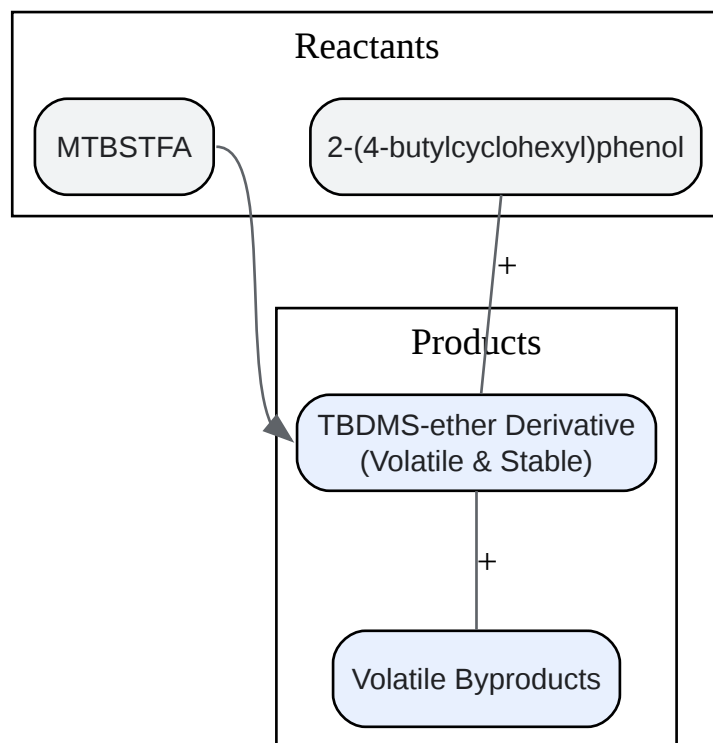 Reactants
MTBSTFA
2-(4-butylcyclohexyl)phenol
+
Products
TBDMS-ether Derivative
(Volatile & Stable)
+
Volatile Byproducts